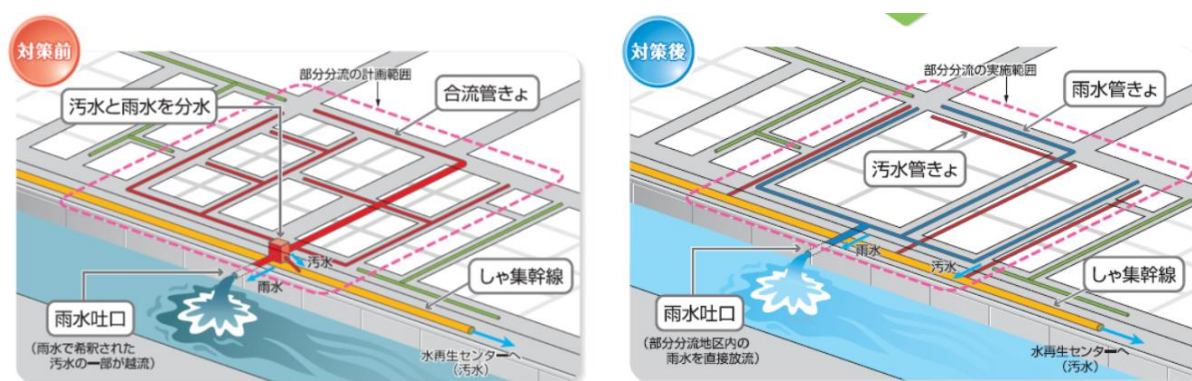 対策前
部分分流の計画範囲
汚水と雨水を分水
合流管きょ
汚水
雨水
しゃ集幹線
雨水吐口
(雨水で希釈された
汚水の一部が越流)
水再生センターへ
(汚水)
対策後
部分分流の実施範囲
雨水管きょ
汚水管きょ
雨水
汚水
しゃ集幹線
雨水吐口
(部分分流地区内の
雨水を直接放流)
水再生センターへ
(汚水)